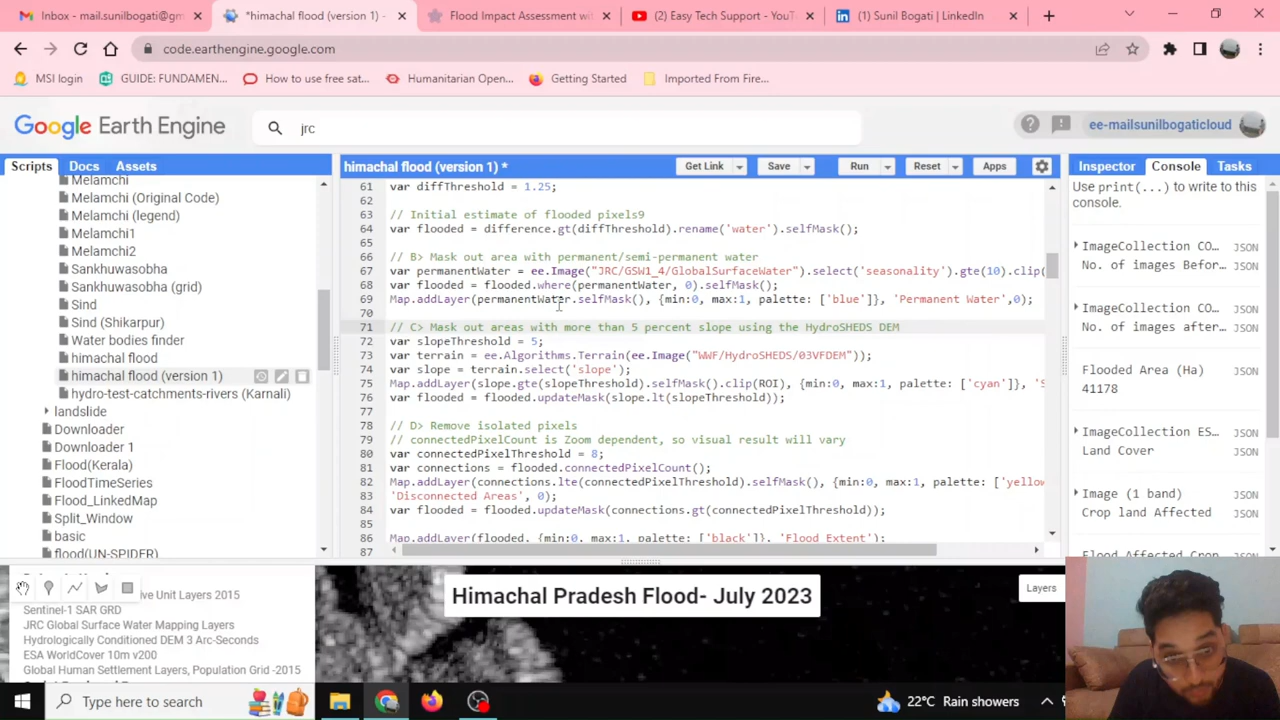 Inbox - mail.sunilbogati@gm
*himachal flood (version 1) -
Flood Impact Assessment with
(2) Easy Tech Support - YouT
(1) Sunil Bogati | LinkedIn
code.earthengine.google.com
MSI login
GUIDE: FUNDAMEN...
How to use free sat...
Humanitarian Open...
Getting Started
Imported From Fire...
Google Earth Engine
jrc
ee-mailsunilbogaticloud
Scripts
Docs
Assets
himachal flood (version 1) *
Get Link
Save
Run
Reset
Apps
Inspector
Console
Tasks
Melamchi
Melamchi (Original Code)
Melamchi (legend)
Melamchi1
Melamchi2
Sankhuwasobha
Sankhuwasobha (grid)
Sind
Sind (Shikarpur)
Water bodies finder
himachal flood
himachal flood (version 1)
hydro-test-catchments-rivers (Karnali)
landslide
Downloader
Downloader 1
Flood(Kerala)
FloodTimeSeries
Flood_LinkedMap
Split_Window
basic
flood(UN-SPIDER)
61 var diffThreshold = 1.25;
62
63 // Initial estimate of flooded pixels9
64 var flooded = difference.gt(diffThreshold).rename('water').selfMask();
65
66 // B> Mask out area with permanent/semi-permanent water
67 var permanentWater = ee.Image("JRC/GSW1_4/GlobalSurfaceWater").select('seasonality').gte(10).clip(
68 var flooded = flooded.where(permanentWater, 0).selfMask();
69 Map.addLayer(permanentWater.selfMask(), {min:0, max:1, palette: ['blue']}, 'Permanent Water',0);
70
71 // C> Mask out areas with more than 5 percent slope using the HydroSHEDS DEM
72 var slopeThreshold = 5;
73 var terrain = ee.Algorithms.Terrain(ee.Image("WWF/HydroSHEDS/03VFDEM"));
74 var slope = terrain.select('slope');
75 Map.addLayer(slope.gte(slopeThreshold).selfMask().clip(ROI), {min:0, max:1, palette: ['cyan']}, 'S
76 var flooded = flooded.updateMask(slope.lt(slopeThreshold));
77
78 // D> Remove isolated pixels
79 // connectedPixelCount is Zoom dependent, so visual result will vary
80 var connectedPixelThreshold = 8;
81 var connections = flooded.connectedPixelCount();
82 Map.addLayer(connections.lte(connectedPixelThreshold).selfMask(), {min:0, max:1, palette: ['yellow
83 'Disconnected Areas', 0);
84 var flooded = flooded.updateMask(connections.gt(connectedPixelThreshold));
85
86 Map.addLayer(flooded, {min:0, max:1, palette: ['black']}, 'Flood Extent');
87
Use print(...) to write to this
console.
ImageCollection CO... JSON
No. of images Befor... JSON
ImageCollection CO... JSON
No. of images after... JSON
Flooded Area (Ha) JSON
41178
ImageCollection ES... JSON
Land Cover JSON
Image (1 band) JSON
Crop land Affected JSON
Flood Affected Crop JSON
ive Unit Layers 2015
Sentinel-1 SAR GRD
JRC Global Surface Water Mapping Layers
Hydrologically Conditioned DEM 3 Arc-Seconds
ESA WorldCover 10m v200
Global Human Settlement Layers, Population Grid -2015
Himachal Pradesh Flood- July 2023
Layers
Type here to search
22°C Rain showers